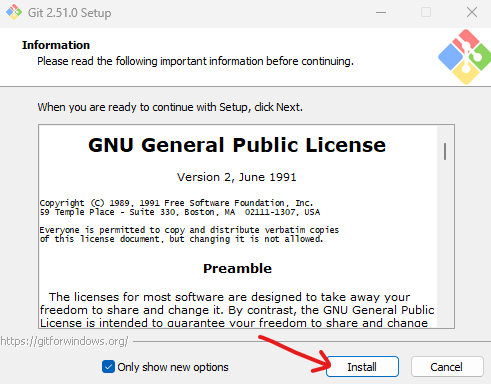 Git 2.51.0 Setup
Information
Please read the following important information before continuing.
When you are ready to continue with Setup, click Next.
GNU General Public License
Version 2, June 1991
Copyright (C) 1989, 1991 Free Software Foundation, Inc.
59 Temple Place - Suite 330, Boston, MA  02111-1307, USA
Everyone is permitted to copy and distribute verbatim copies
of this license document, but changing it is not allowed.
Preamble
The licenses for most software are designed to take away your
freedom to share and change it. By contrast, the GNU General Public
License is intended to guarantee your freedom to share and change
https://gitforwindows.org/
Only show new options
Install
Cancel